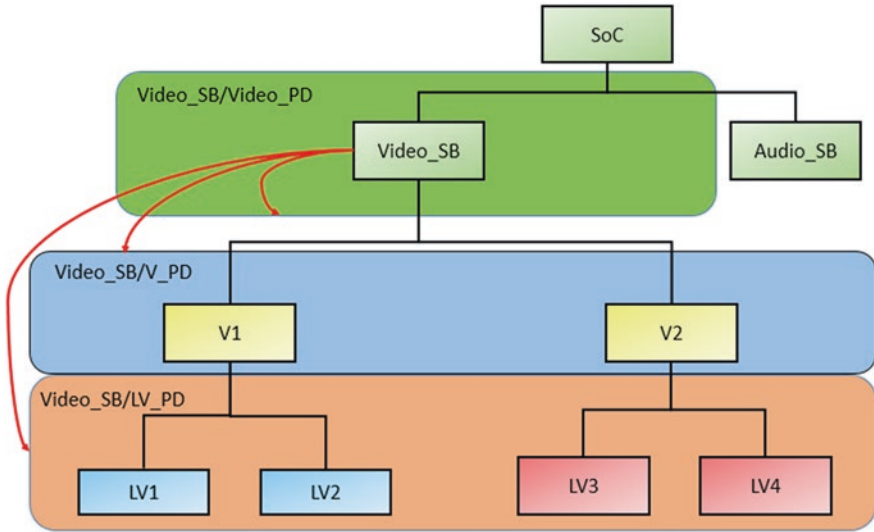 SoC
Video_SB/Video_PD
Video_SB
Audio_SB
Video_SB/V_PD
V1
V2
Video_SB/LV_PD
LV1
LV2
LV3
LV4